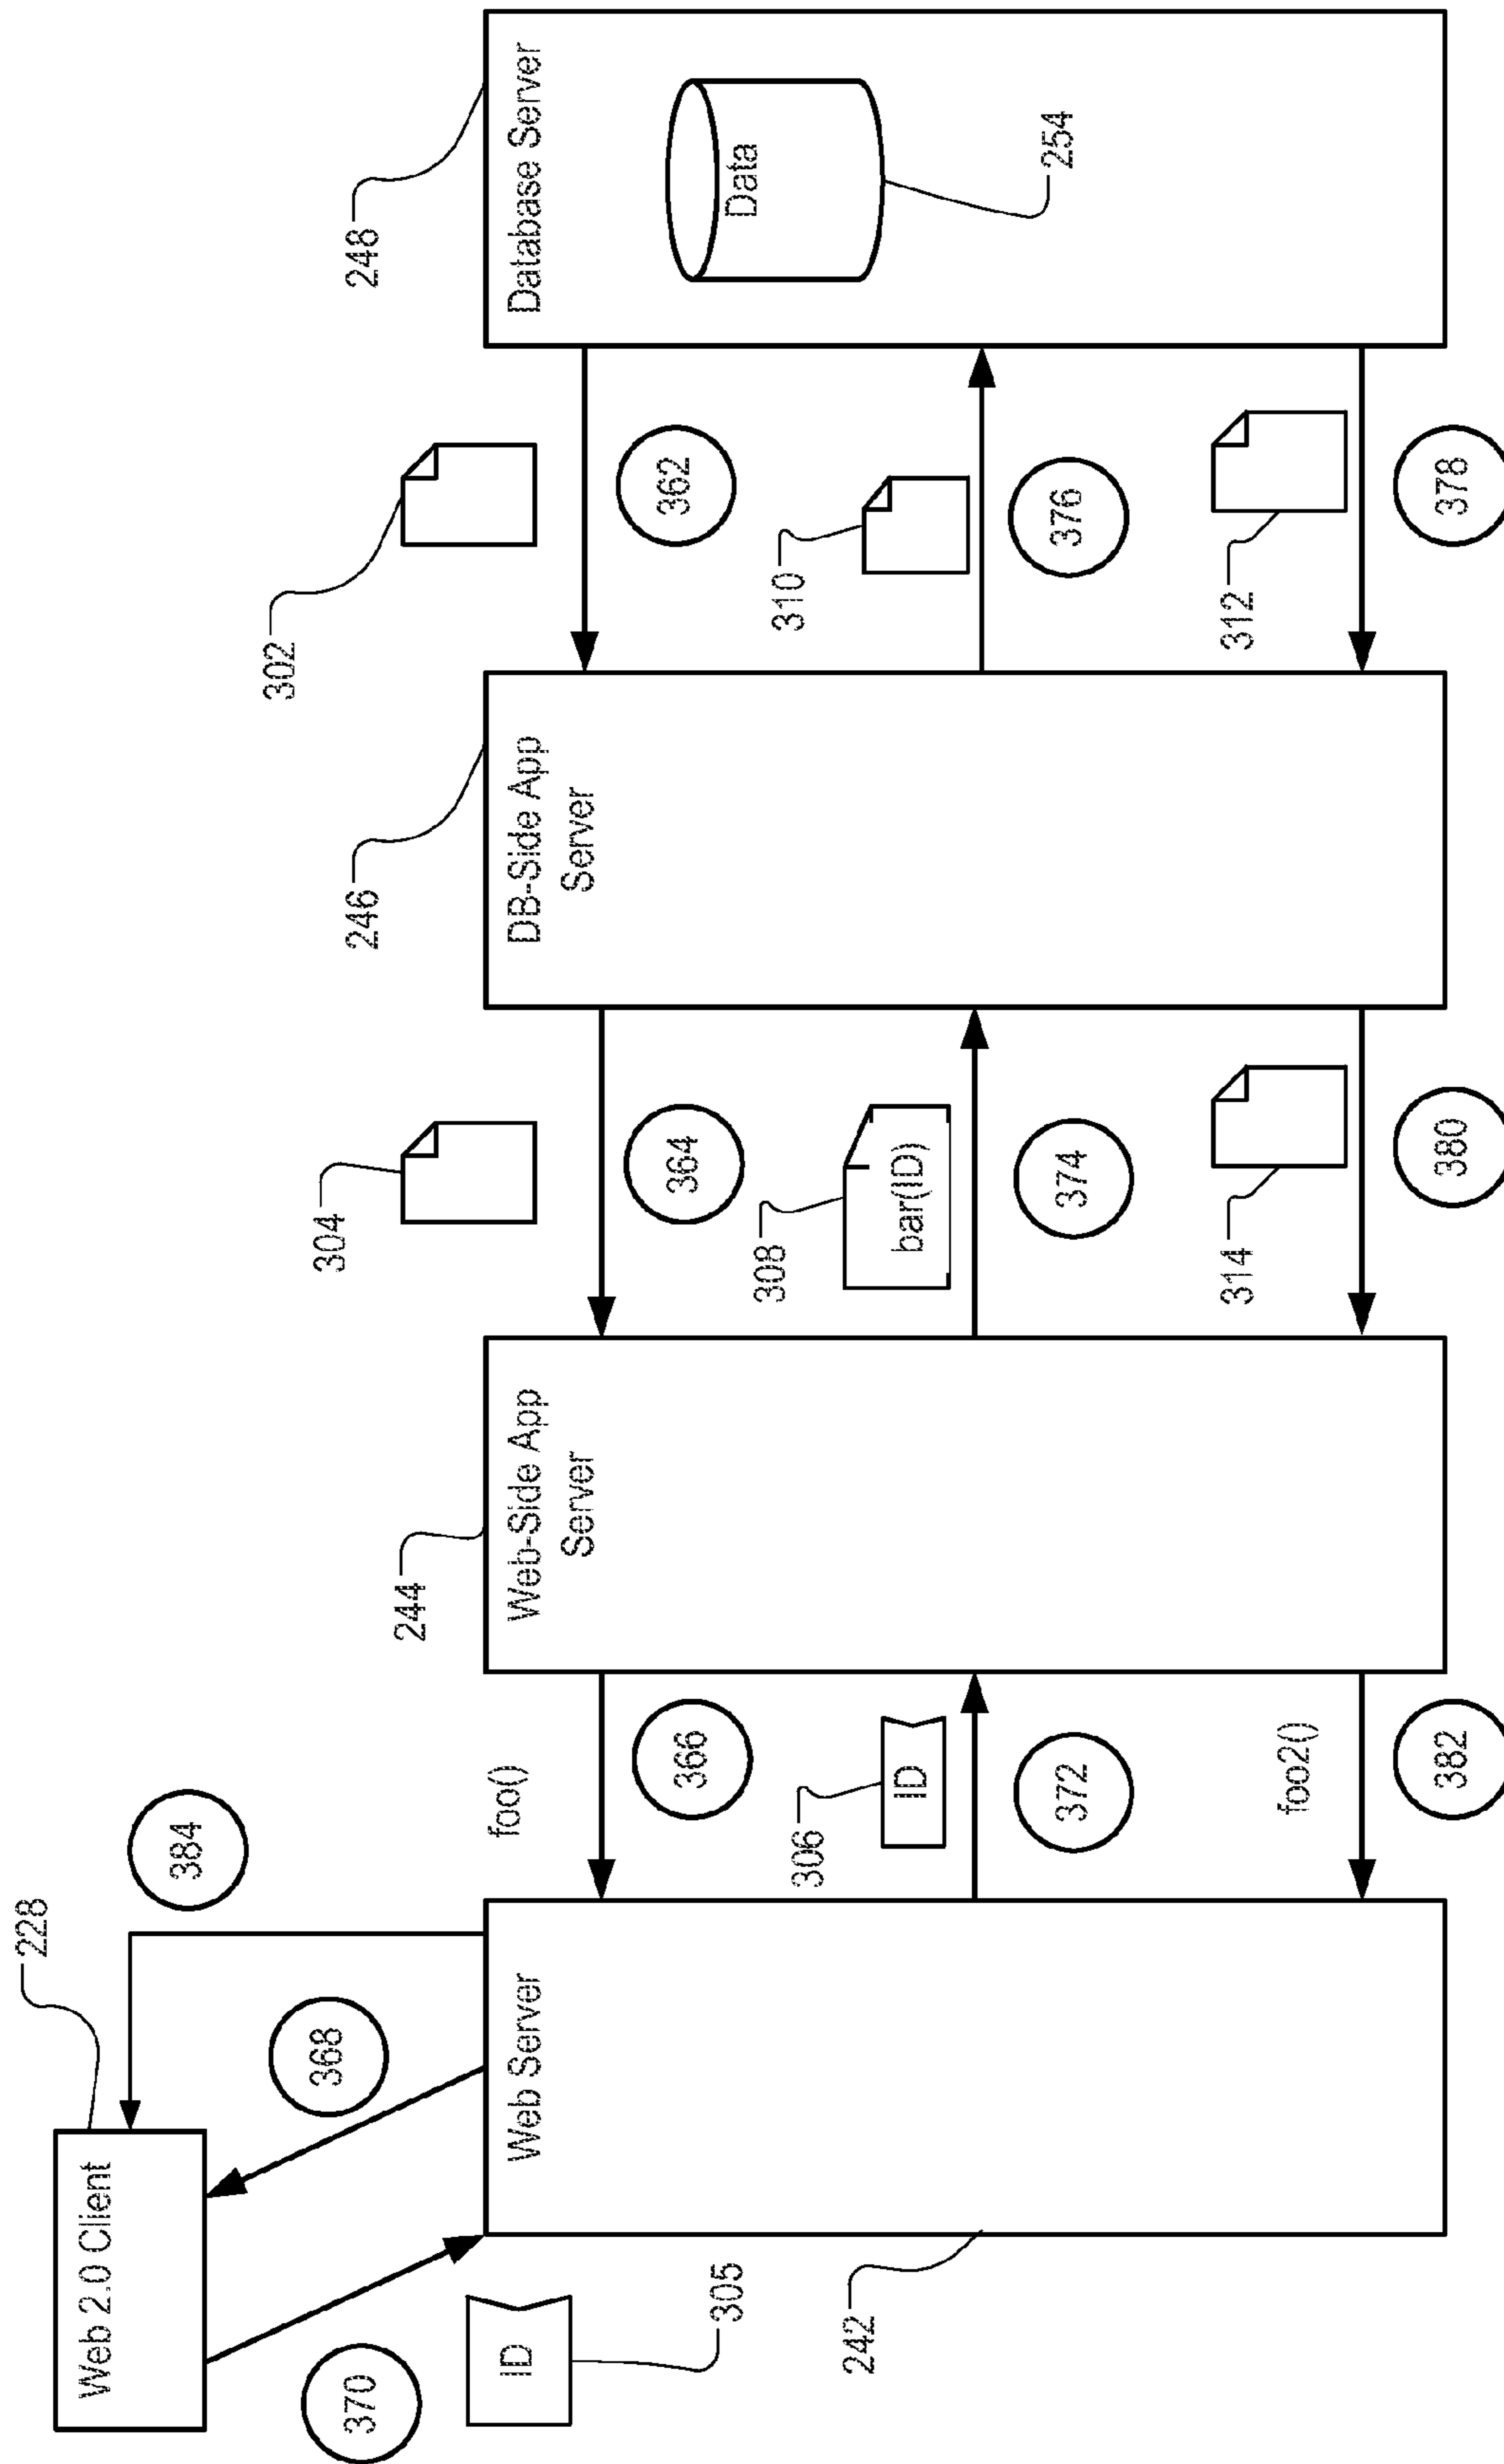 228
384
Web 2.0 Client
368
370
ID
305
Web Server
242
foo()
366
306
ID
372
foo2()
382
244
Web-Side App
Server
304
364
308
bar(ID)
374
314
380
246
DB-Side App
Server
302
362
310
376
312
378
248
Database Server
Data
254